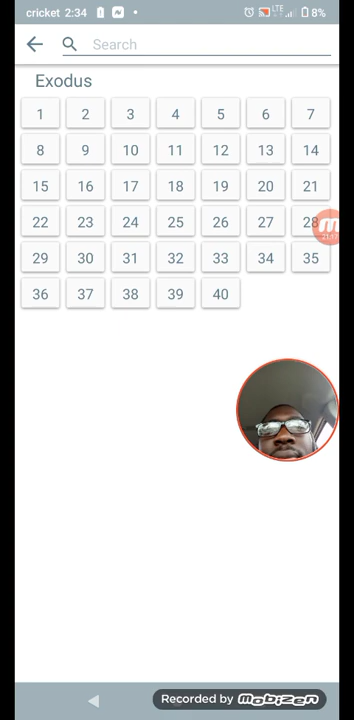 cricket 2:34 LTE 8%
Search
Exodus
1 2 3 4 5 6 7
8 9 10 11 12 13 14
15 16 17 18 19 20 21
22 23 24 25 26 27 28
29 30 31 32 33 34 35
36 37 38 39 40
Recorded by MOBIZEN